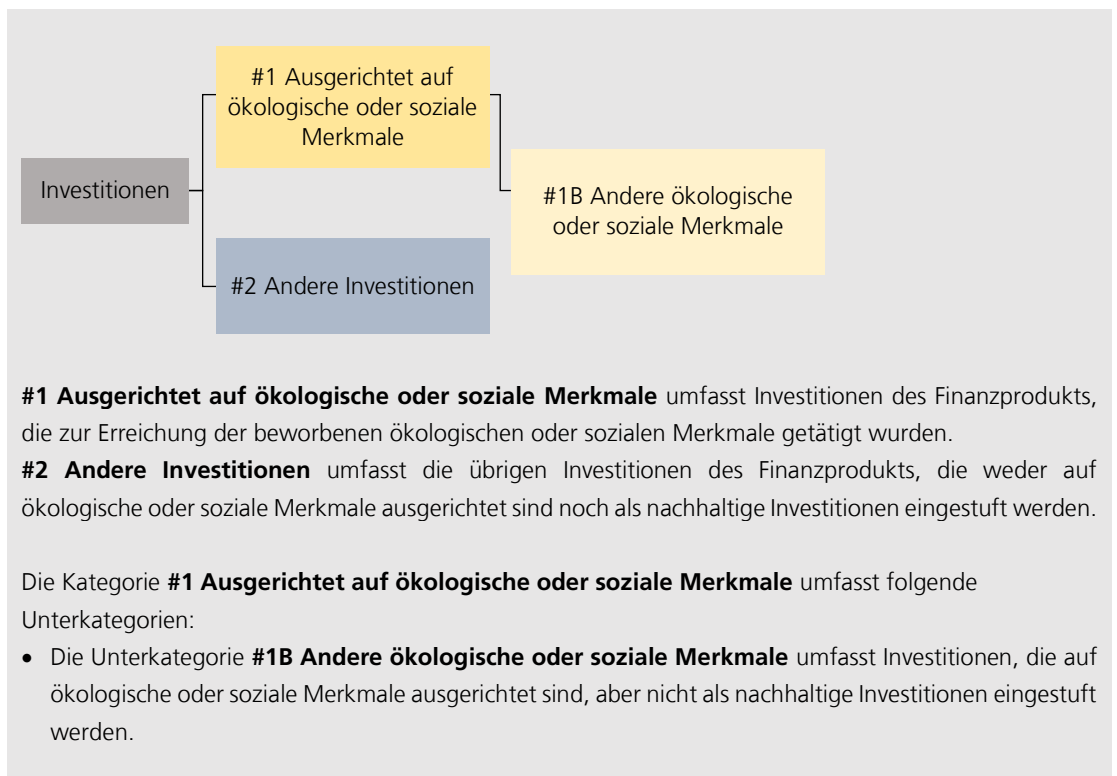 #1 Ausgerichtet auf
ökologische oder soziale
Merkmale
Investitionen
#1B Andere ökologische
oder soziale Merkmale
#2 Andere Investitionen
#1 Ausgerichtet auf ökologische oder soziale Merkmale umfasst Investitionen des Finanzprodukts,
die zur Erreichung der beworbenen ökologischen oder sozialen Merkmale getätigt wurden.
#2 Andere Investitionen umfasst die übrigen Investitionen des Finanzprodukts, die weder auf
ökologische oder soziale Merkmale ausgerichtet sind noch als nachhaltige Investitionen eingestuft werden.
Die Kategorie #1 Ausgerichtet auf ökologische oder soziale Merkmale umfasst folgende
Unterkategorien:
• Die Unterkategorie #1B Andere ökologische oder soziale Merkmale umfasst Investitionen, die auf
ökologische oder soziale Merkmale ausgerichtet sind, aber nicht als nachhaltige Investitionen eingestuft
werden.